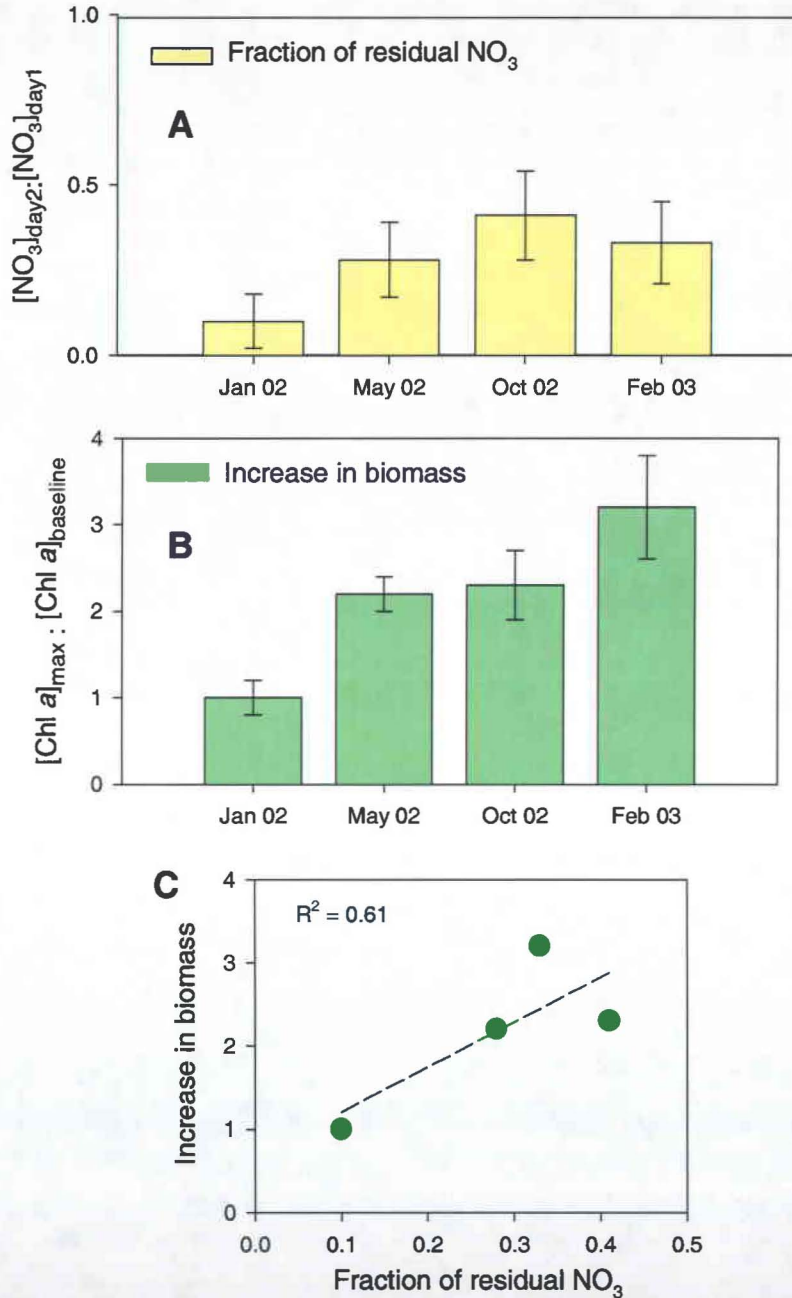 1.0
Fraction of residual NO3
A
0.5
0.0
[NO3]day2:[NO3]day1
Jan 02 May 02 Oct 02 Feb 03
4
Increase in biomass
B
3
2
1
0
[Chl a]max : [Chl a]baseline
Jan 02 May 02 Oct 02 Feb 03
C
4
R2 = 0.61
3
2
1
0
Increase in biomass
0.0 0.1 0.2 0.3 0.4 0.5
Fraction of residual NO3